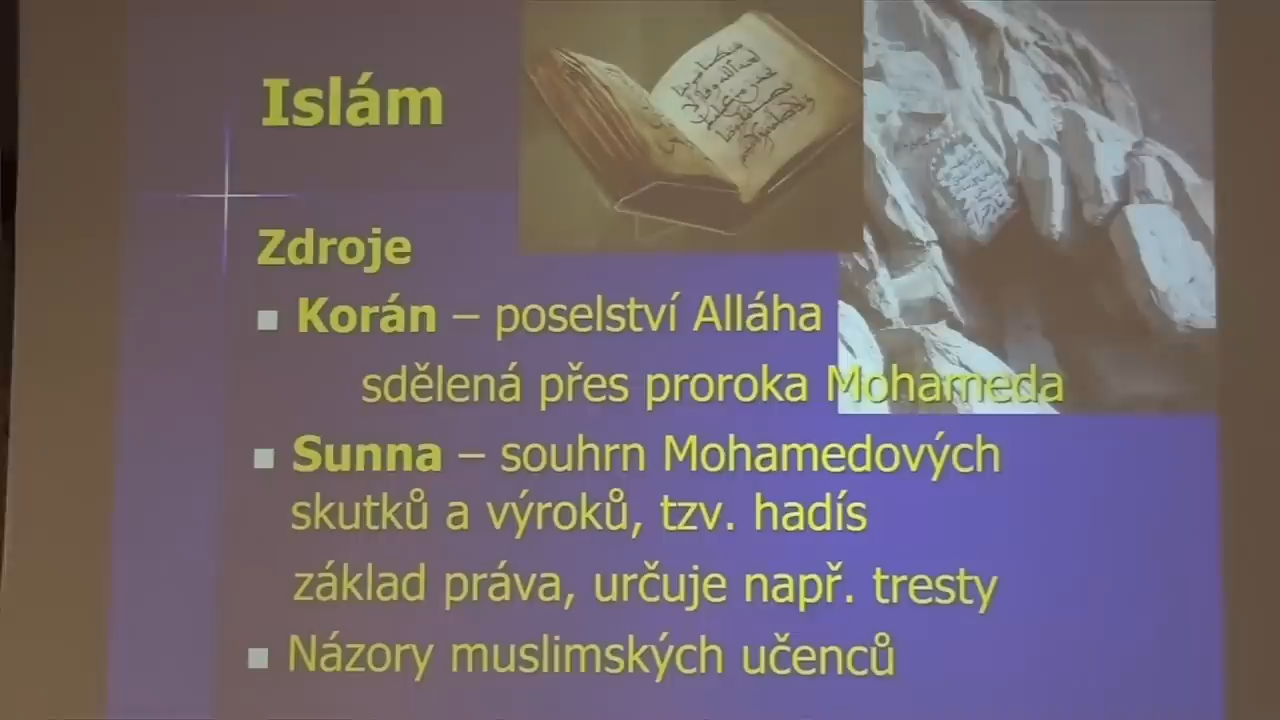 Islám
Zdroje
Korán – poselství Alláha
sdělená přes proroka Mohameda
Sunna – souhrn Mohamedových
skutků a výroků, tzv. hadís
základ práva, určuje např. tresty
Názory muslimských učenců